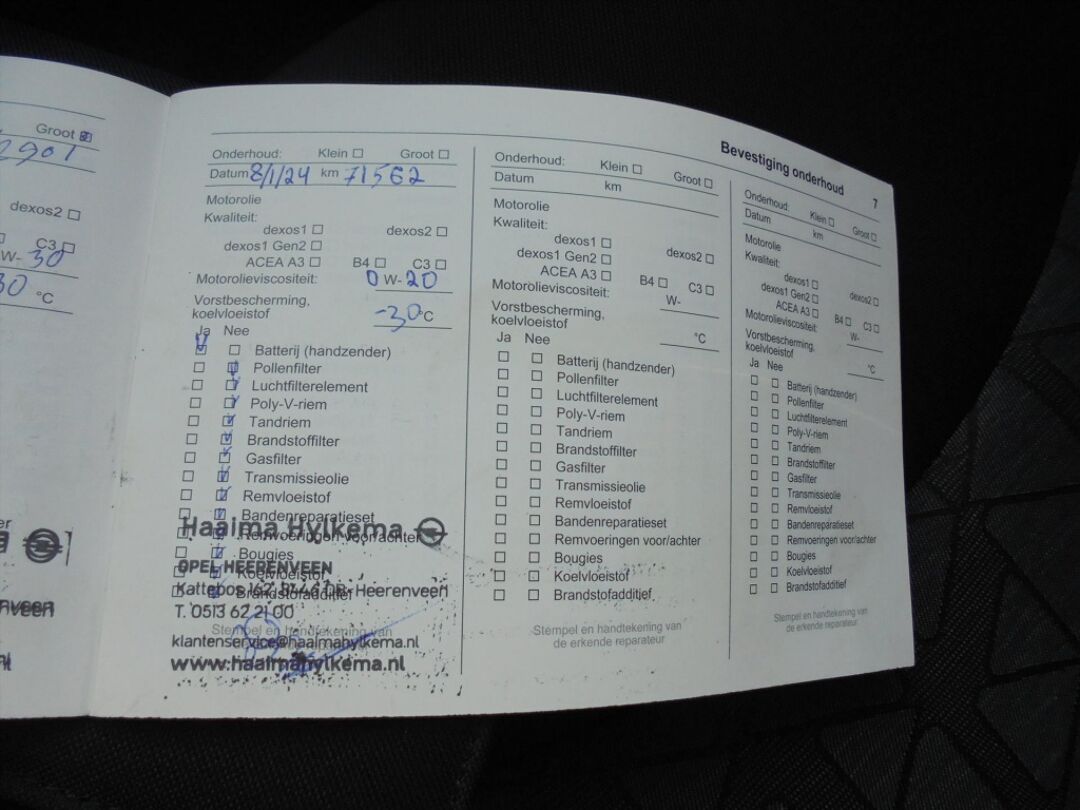 Groot
2901
dexos2
C3
W- 30
30 °C
Bevestiging onderhoud 7
Onderhoud: Klein Groot
Datum 8/1/24 km 71562
Motorolie
Kwaliteit:
dexos1 dexos2
dexos1 Gen2
ACEA A3 B4 C3
Motorolieviscositeit: 0 W- 20
Vorstbescherming,
koelvloeistof -30 °C
Ja Nee
Batterij (handzender)
Pollenfilter
Luchtfilterelement
Poly-V-riem
Tandriem
Brandstoffilter
Gasfilter
Transmissieolie
Remvloeistof
Bandenreparatieset
Haaima Hylkema
Remvoeringen voor/achter
Bougies
OPEL HEERENVEEN
Koelvloeistof
Kattebos 162, 8446 DB Heerenveen
Brandstofadditief
T. 0513 62 21 00
Stempel en handtekening van
klantenservice@haaimahylkema.nl
www.haaimahylkema.nl
Onderhoud: Klein Groot
Datum km
Motorolie
Kwaliteit:
dexos1 dexos2
dexos1 Gen2
ACEA A3 B4 C3
Motorolieviscositeit: W-
Vorstbescherming,
koelvloeistof °C
Ja Nee
Batterij (handzender)
Pollenfilter
Luchtfilterelement
Poly-V-riem
Tandriem
Brandstoffilter
Gasfilter
Transmissieolie
Remvloeistof
Bandenreparatieset
Remvoeringen voor/achter
Bougies
Koelvloeistof
Brandstofadditief
Stempel en handtekening van
de erkende reparateur
Onderhoud: Klein Groot
Datum km
Motorolie
Kwaliteit:
dexos1 dexos2
dexos1 Gen2
ACEA A3 B4 C3
Motorolieviscositeit: W-
Vorstbescherming,
koelvloeistof °C
Ja Nee
Batterij (handzender)
Pollenfilter
Luchtfilterelement
Poly-V-riem
Tandriem
Brandstoffilter
Gasfilter
Transmissieolie
Remvloeistof
Bandenreparatieset
Remvoeringen voor/achter
Bougies
Koelvloeistof
Brandstofadditief
Stempel en handtekening van
de erkende reparateur